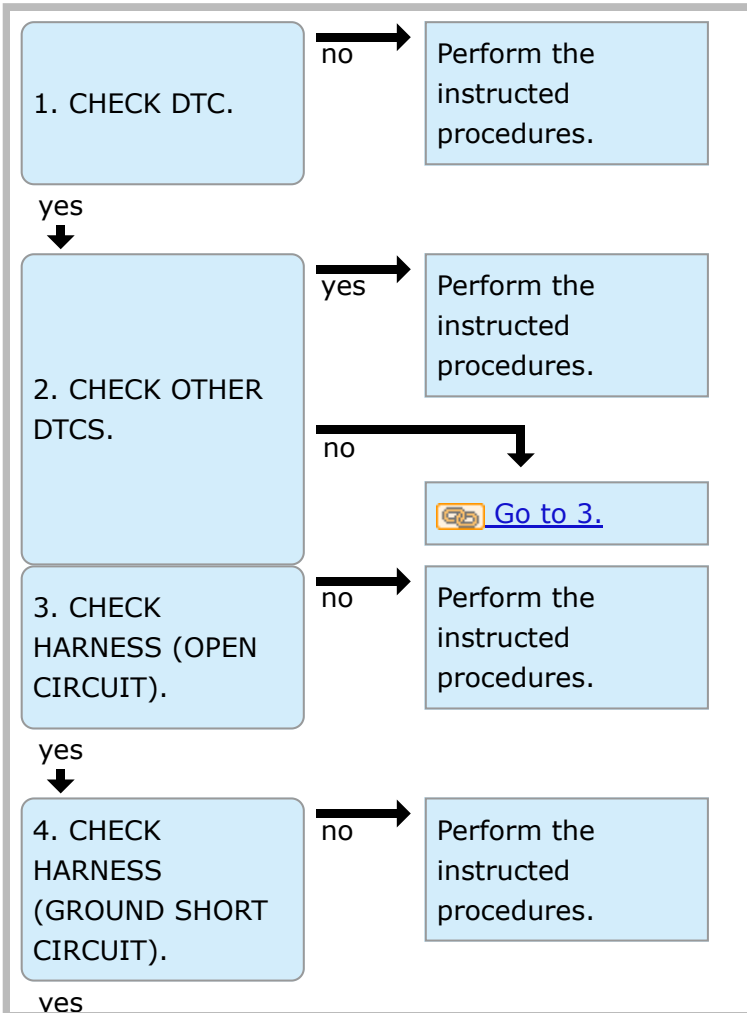 1. CHECK DTC.
no
Perform the
instructed
procedures.
yes
2. CHECK OTHER
DTCS.
yes
Perform the
instructed
procedures.
no
Go to 3.
3. CHECK
HARNESS (OPEN
CIRCUIT).
no
Perform the
instructed
procedures.
yes
4. CHECK
HARNESS
(GROUND SHORT
CIRCUIT).
no
Perform the
instructed
procedures.
yes